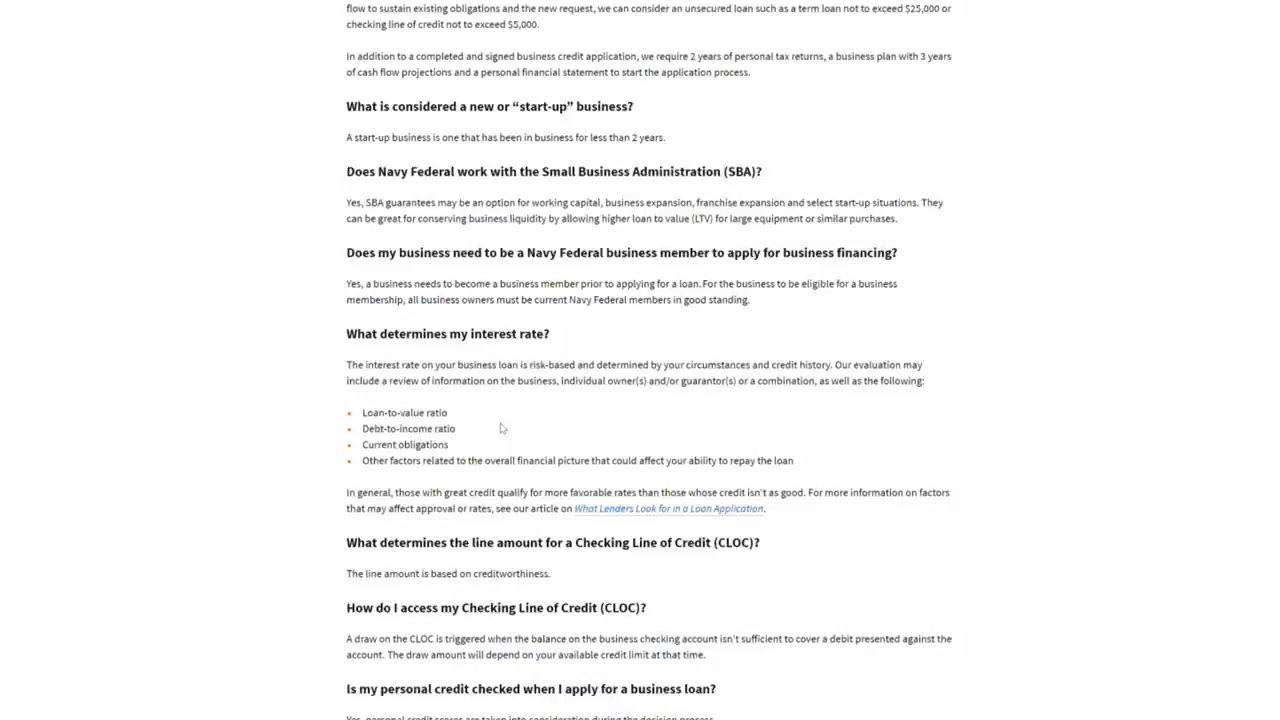 flow to sustain existing obligations and the new request, we can consider an unsecured loan such as a term loan not to exceed $25,000 or
checking line of credit not to exceed $5,000.
In addition to a completed and signed business credit application, we require 2 years of personal tax returns, a business plan with 3 years
of cash flow projections and a personal financial statement to start the application process.
What is considered a new or “start-up” business?
A start-up business is one that has been in business for less than 2 years.
Does Navy Federal work with the Small Business Administration (SBA)?
Yes, SBA guarantees may be an option for working capital, business expansion, franchise expansion and select start-up situations. They
can be great for conserving business liquidity by allowing higher loan to value (LTV) for large equipment or similar purchases.
Does my business need to be a Navy Federal business member to apply for business financing?
Yes, a business needs to become a business member prior to applying for a loan. For the business to be eligible for a business
membership, all business owners must be current Navy Federal members in good standing.
What determines my interest rate?
The interest rate on your business loan is risk-based and determined by your circumstances and credit history. Our evaluation may
include a review of information on the business, individual owner(s) and/or guarantor(s) or a combination, as well as the following:
• Loan-to-value ratio
• Debt-to-income ratio
• Current obligations
• Other factors related to the overall financial picture that could affect your ability to repay the loan
In general, those with great credit qualify for more favorable rates than those whose credit isn't as good. For more information on factors
that may affect approval or rates, see our article on What Lenders Look for in a Loan Application.
What determines the line amount for a Checking Line of Credit (CLOC)?
The line amount is based on creditworthiness.
How do I access my Checking Line of Credit (CLOC)?
A draw on the CLOC is triggered when the balance on the business checking account isn't sufficient to cover a debit presented against the
account. The draw amount will depend on your available credit limit at that time.
Is my personal credit checked when I apply for a business loan?
Yes, personal credit scores are taken into consideration during the decision process.